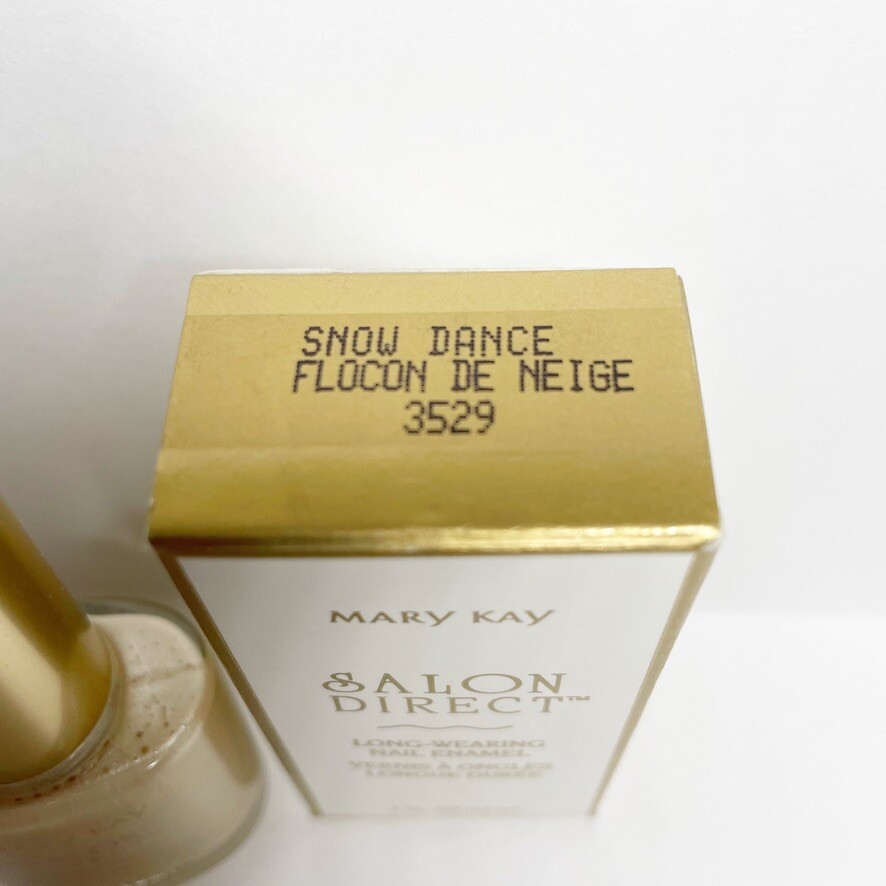 SNOW DANCE
FLOCON DE NEIGE
3529
MARY KAY
SALON
DIRECT™
LONG-WEARING
NAIL ENAMEL
VERNIS À ONGLES
LONGUE DURÉE